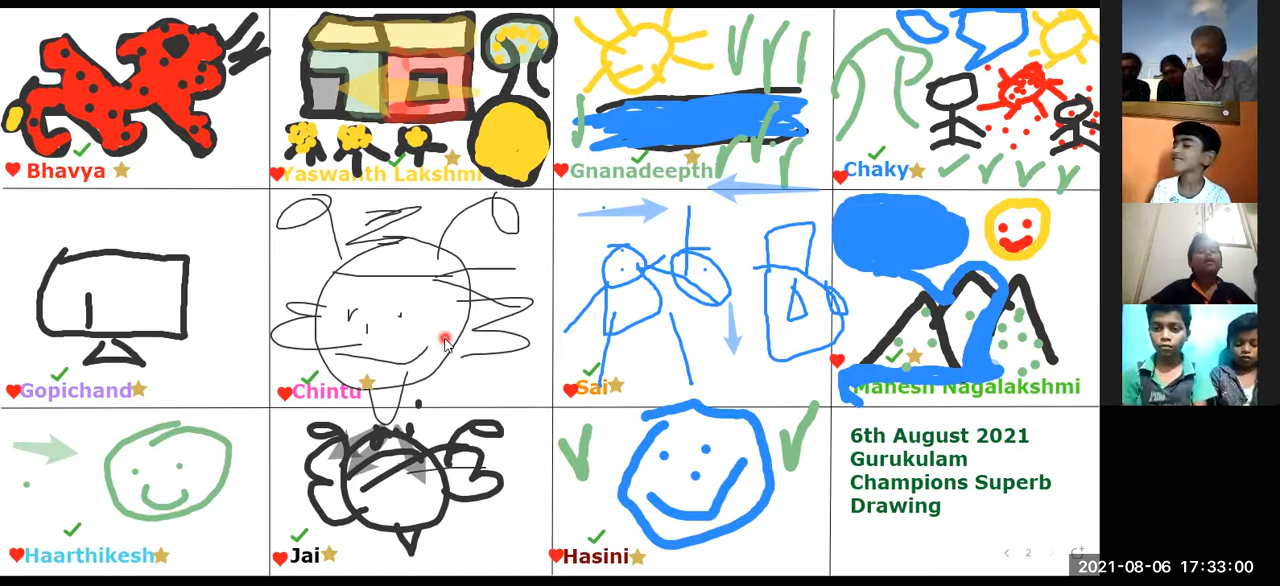 Bhavya
Yaswanth Lakshmi
Gnanadeepth
Chaky
Gopichand
Chintu
Sai
Mahesh Nagalakshmi
Haarthikesh
Jai
Hasini
6th August 2021
Gurukulam
Champions Superb
Drawing
2
2021-08-06 17:33:00